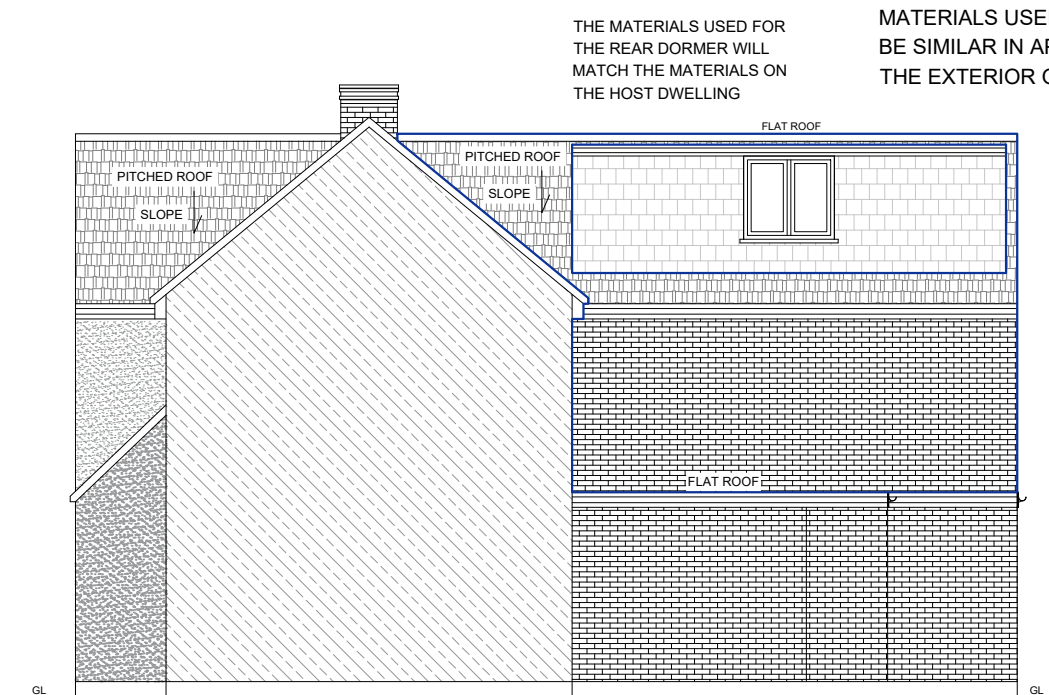 THE MATERIALS USED FOR
THE REAR DORMER WILL
MATCH THE MATERIALS ON
THE HOST DWELLING
MATERIALS USE
BE SIMILAR IN
THE EXTERIOR
FLAT ROOF
PITCHED ROOF
SLOPE
PITCHED ROOF
SLOPE
FLAT ROOF
GL
GL